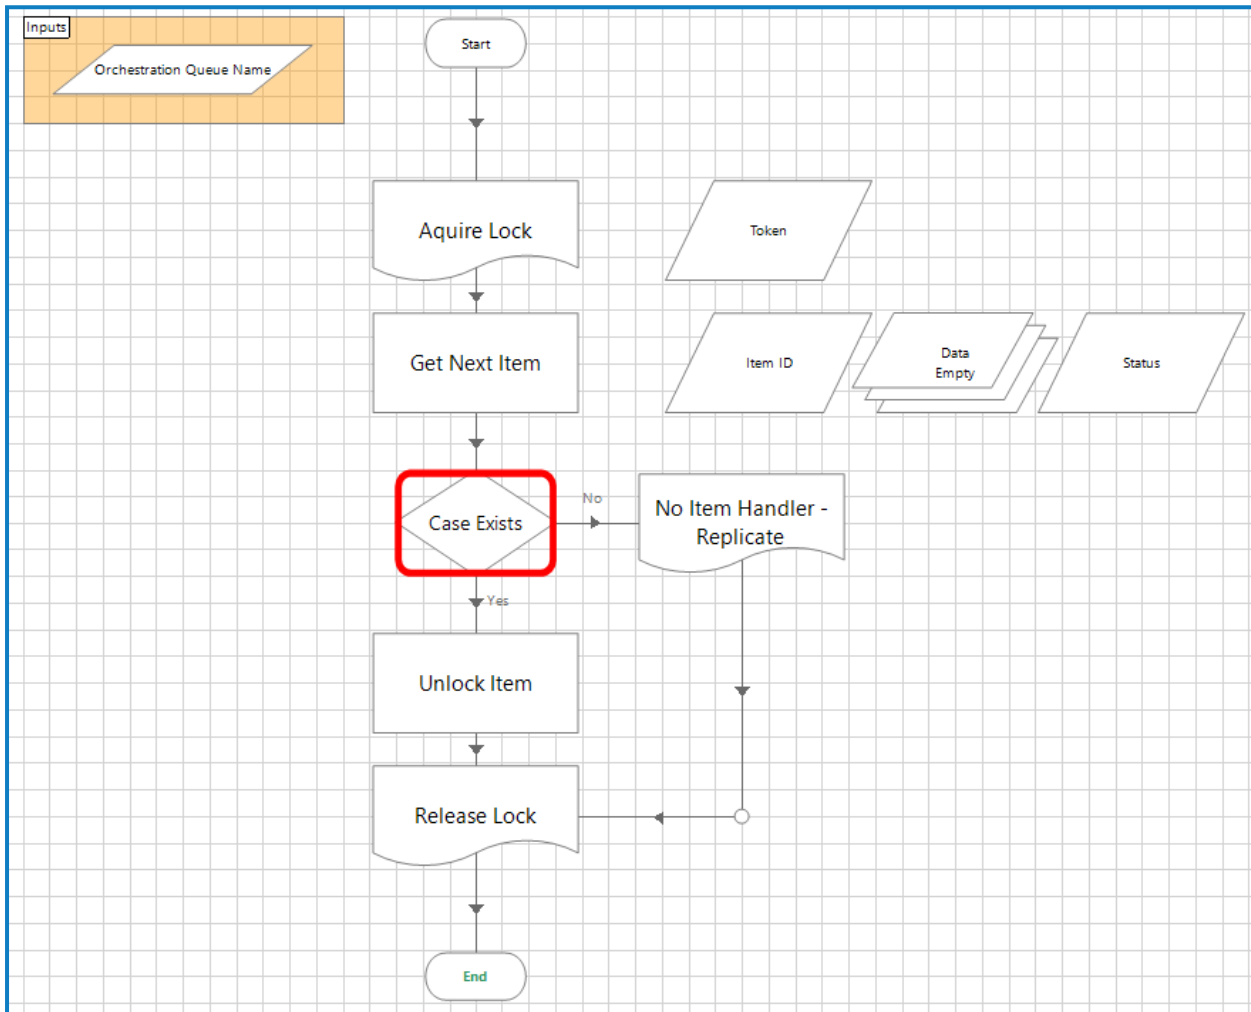 Inputs
Start
Orchestration Queue Name
Aquire Lock
Token
Get Next Item
Item ID
Data
Empty
Status
Case Exists
No
No Item Handler -
Replicate
Yes
Unlock Item
Release Lock
End